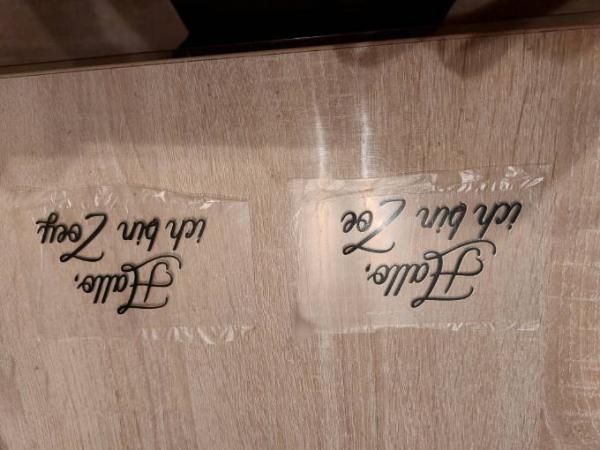 Hallo,
ich bin Zoe
Hallo,
ich bin Zoey